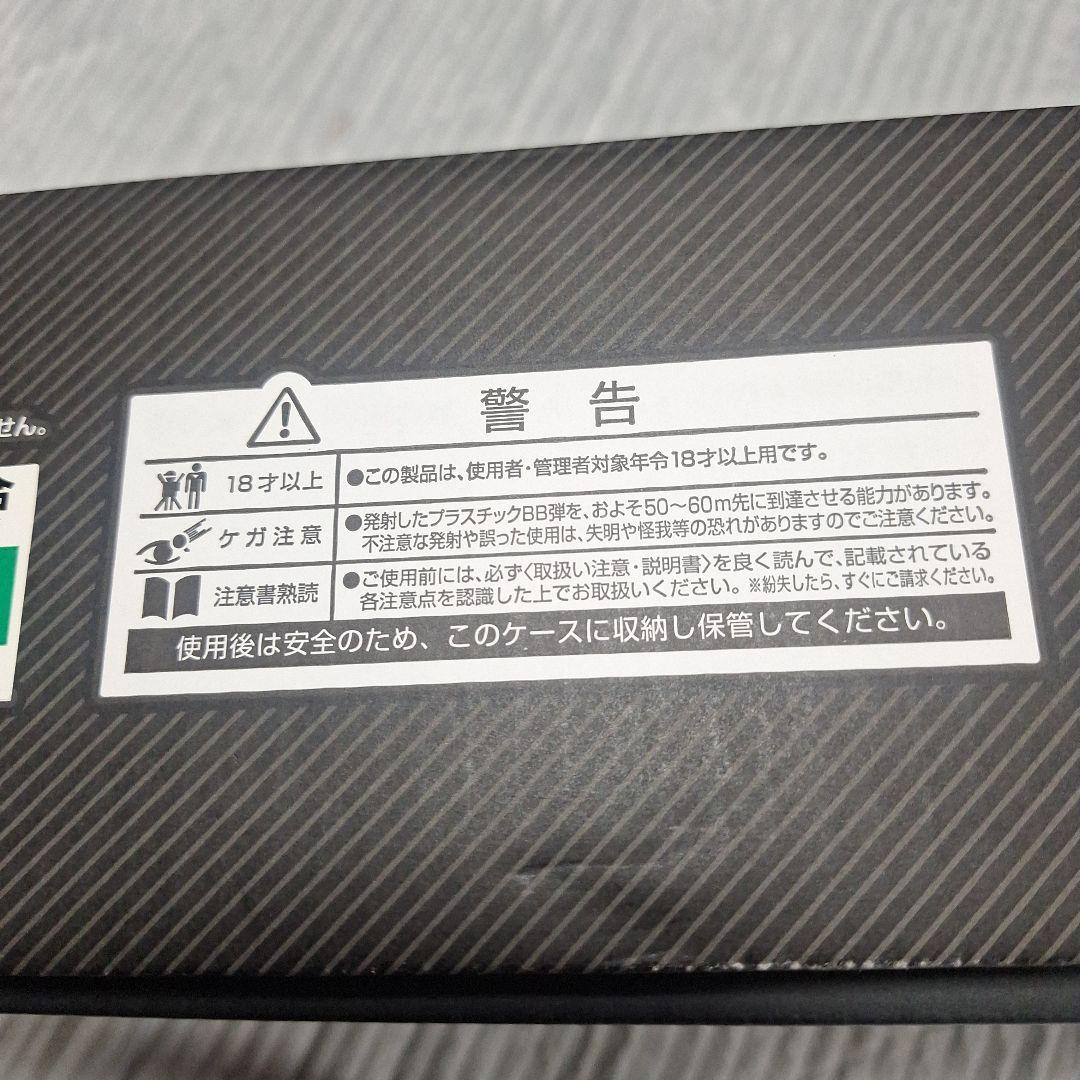 せん。
警告
18才以上
●この製品は、使用者・管理者対象年令18才以上用です。
ケガ注意
●発射したプラスチックBB弾を、およそ50～60m先に到達させる能力があります。
不注意な発射や誤った使用は、失明や怪我等の恐れがありますのでご注意ください。
注意書熟読
●ご使用前には、必ず〈取扱い注意・説明書〉を良く読んで、記載されている
各注意点を認識した上でお取扱いください。※紛失したら、すぐにご請求ください。
使用後は安全のため、このケースに収納し保管してください。